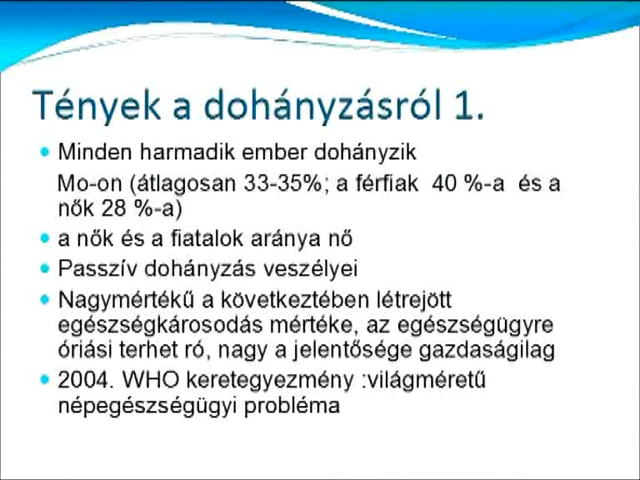 Tények a dohányzásról 1.
Minden harmadik ember dohányzik
Mo-on (átlagosan 33-35%; a férfiak 40 %-a és a
nők 28 %-a)
a nők és a fiatalok aránya nő
Passzív dohányzás veszélyei
Nagymértékű a következtében létrejött
egészségkárosodás mértéke, az egészségügyre
óriási terhet ró, nagy a jelentősége gazdaságilag
2004. WHO keretegyezmény :világméretű
népegészségügyi probléma